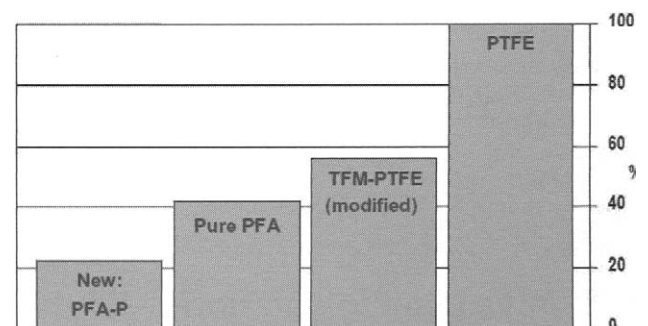 100
PTFE
80
60
%
TFM-PTFE
(modified)
40
Pure PFA
20
New:
PFA-P
0